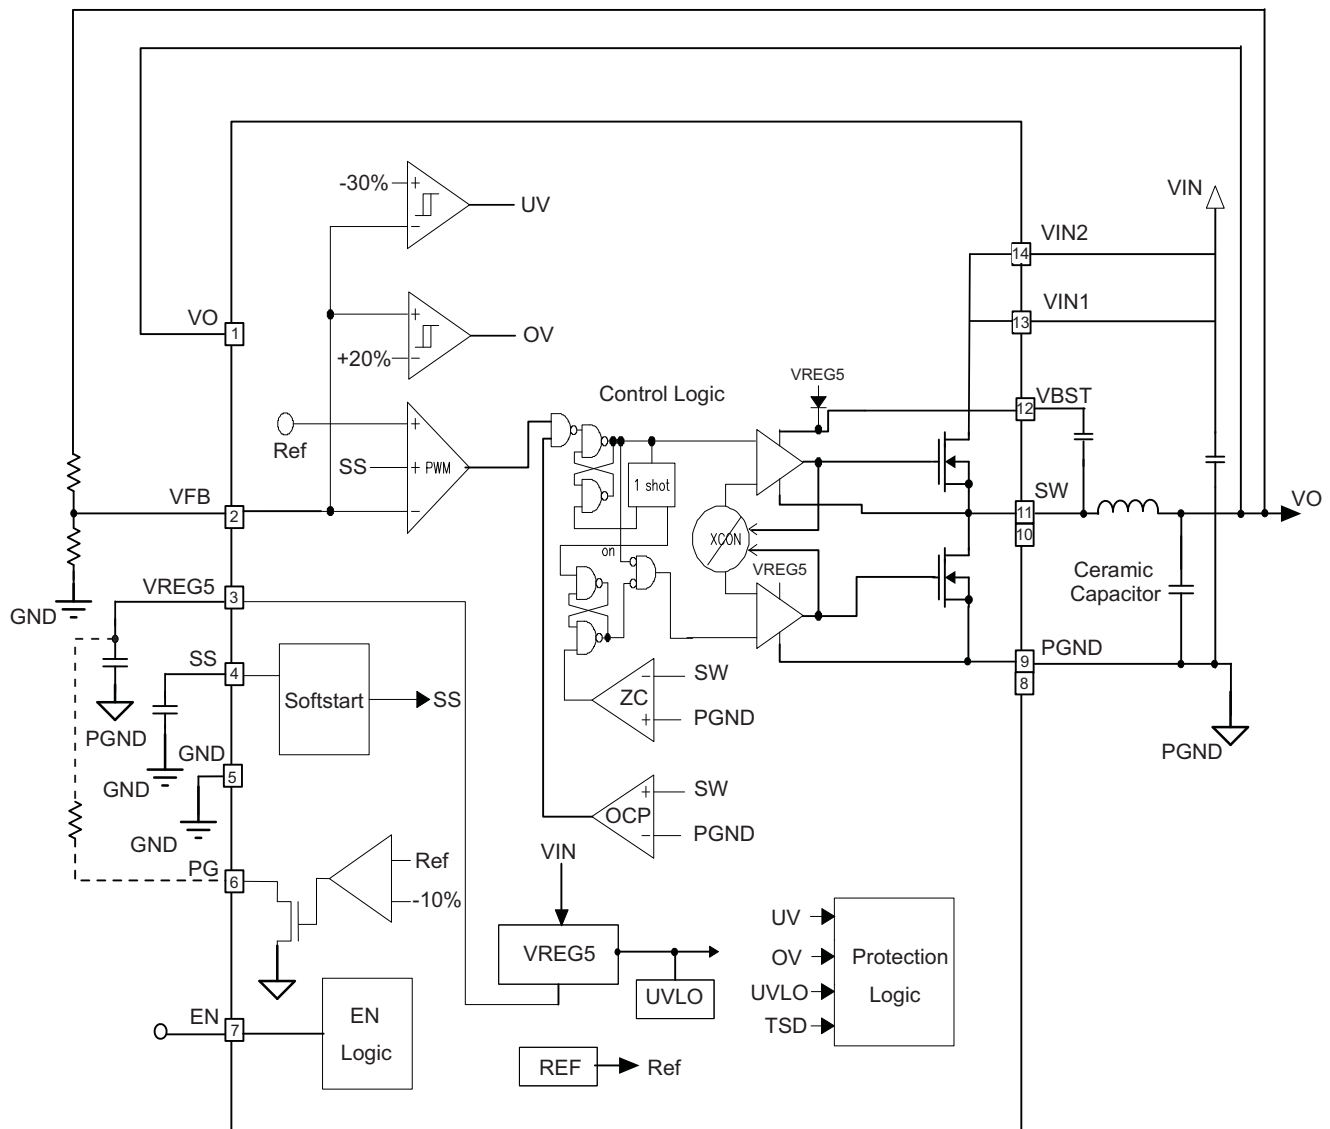 -30%
+
-
UV
VIN
VIN2
14
VO
1
+
-
OV
+20%
VIN1
13
Control Logic
VREG5
VBST
12
Ref
+
SS
+ PWM
-
1 shot
VFB
2
SW
11
10
VO
XCON
on
VREG5
Ceramic
Capacitor
GND
VREG5
3
SS
4
Softstart
SS
PGND
9
8
- SW
ZC
+ PGND
PGND
GND
GND
5
PGND
GND
+ SW
OCP
- PGND
PG
6
Ref
-10%
VIN
VREG5
UVLO
UV
OV
UVLO
TSD
Protection
Logic
EN
7
EN
Logic
REF
Ref